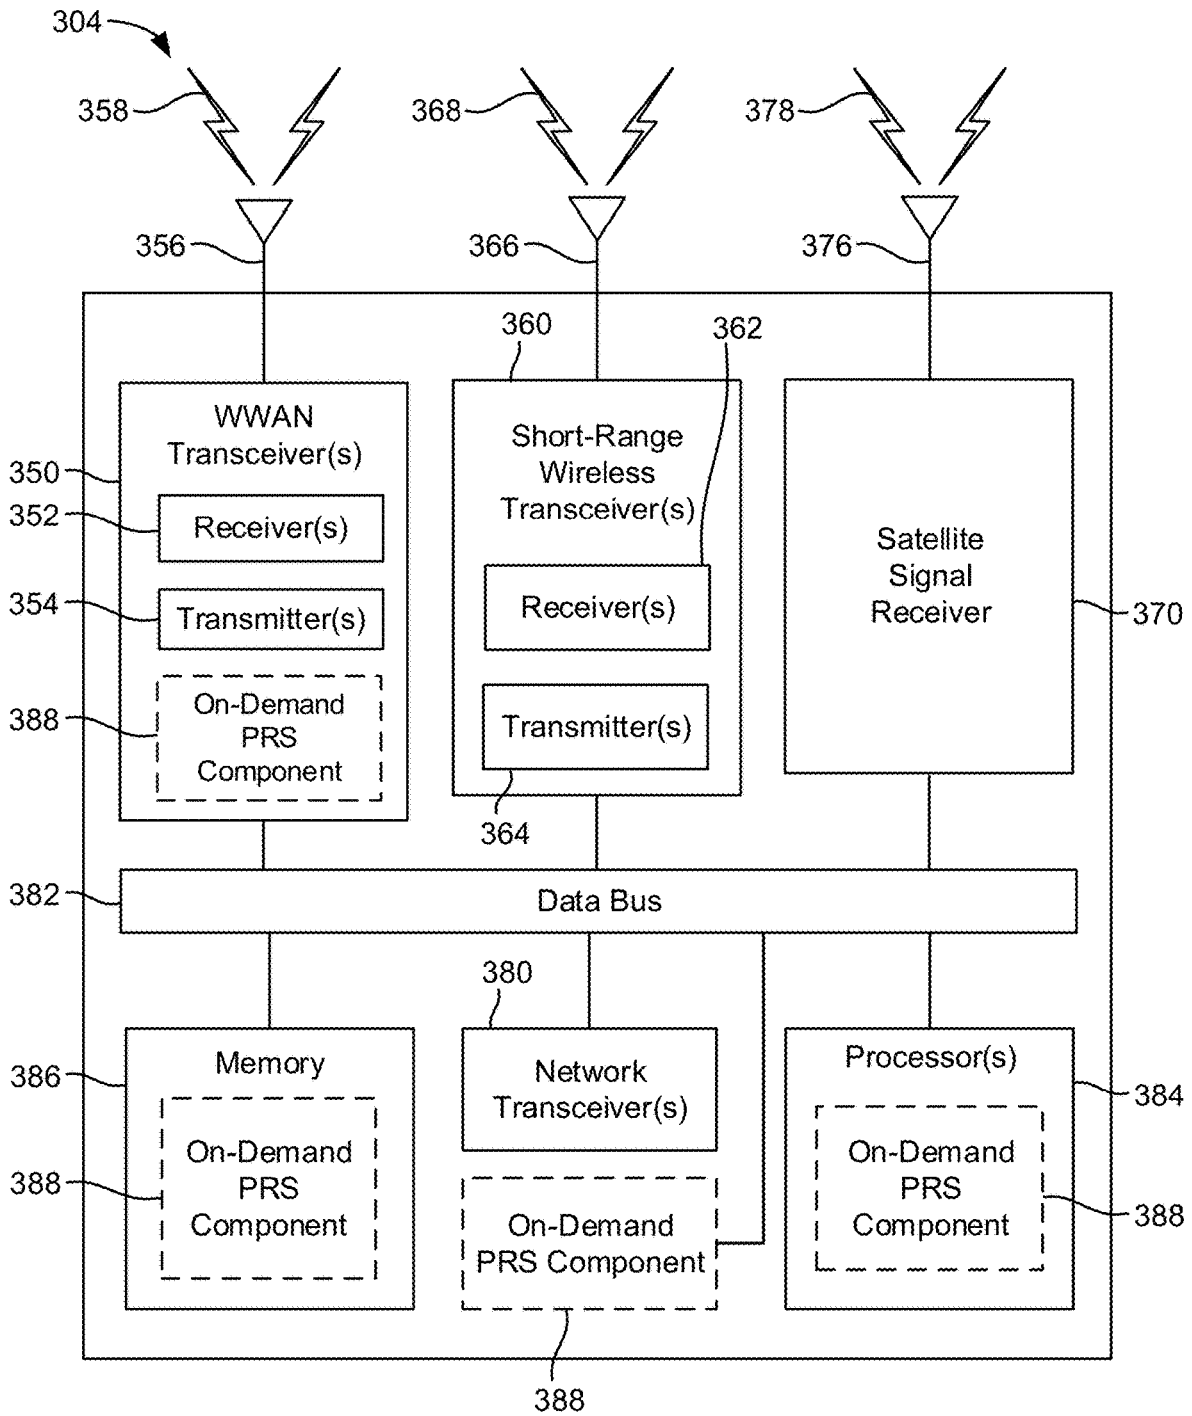 304
358
368
378
356
366
376
360
362
WWAN
Transceiver(s)
Short-Range
Wireless
Transceiver(s)
350
352
Receiver(s)
Satellite
Signal
Receiver
354
Transmitter(s)
Receiver(s)
370
388
On-Demand
PRS
Component
Transmitter(s)
364
382
Data Bus
380
386
Memory
Network
Transceiver(s)
Processor(s)
384
388
On-Demand
PRS
Component
On-Demand
PRS Component
On-Demand
PRS
Component
388
388